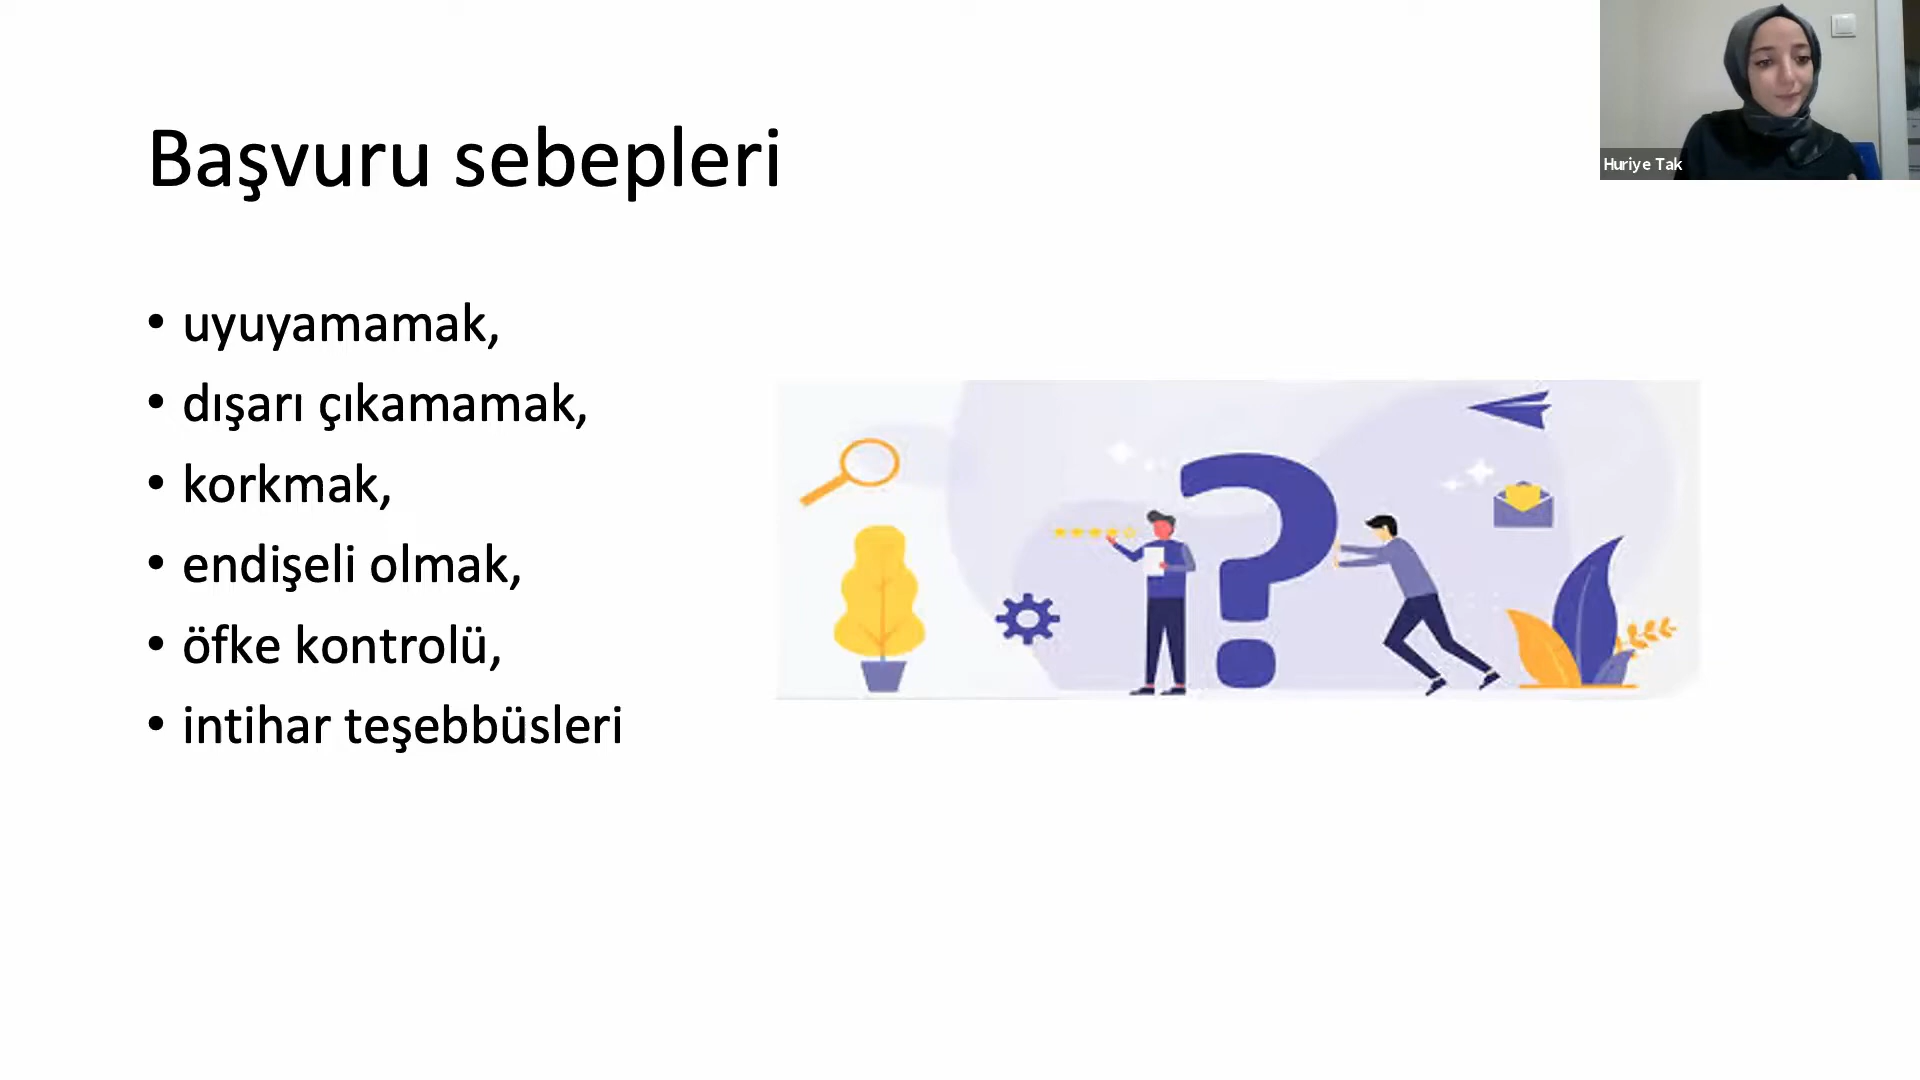 Başvuru sebepleri
Huriye Tak
• uyuyamamak,
• dışarı çıkamamak,
• korkmak,
• endişeli olmak,
• öfke kontrolü,
• intihar teşebbüsleri